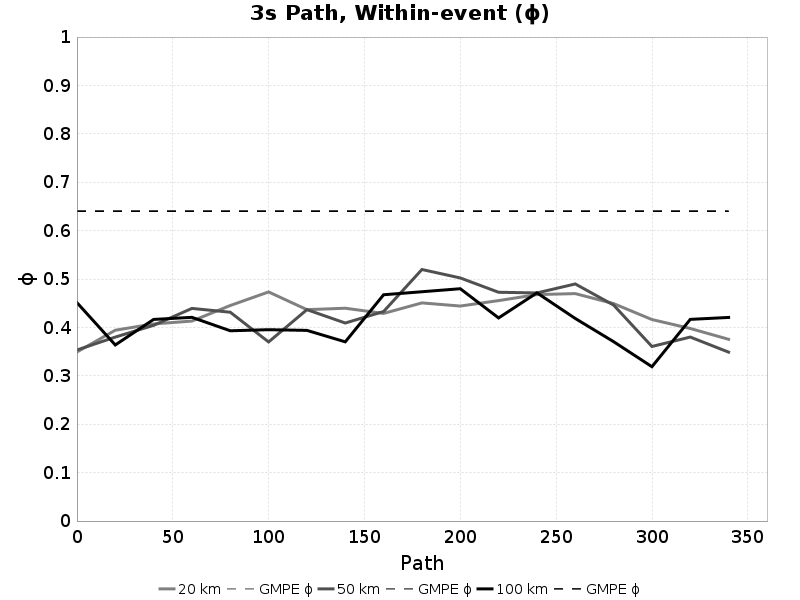 3s Path, Within-event (ϕ)
1
0.9
0.8
0.7
0.6
0.5
0.4
0.3
0.2
0.1
0
ϕ
0 50 100 150 200 250 300 350
Path
20 km GMPE ϕ 50 km GMPE ϕ 100 km GMPE ϕ